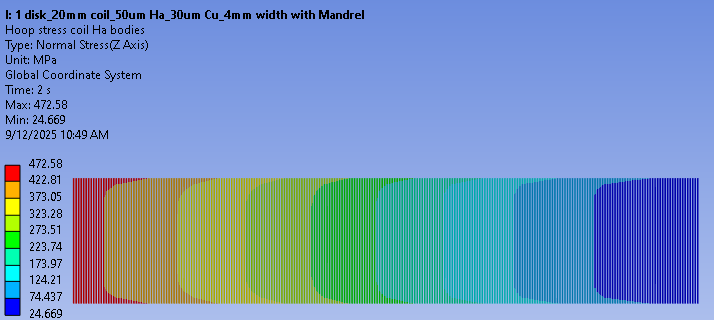 I: 1 disk_20mm coil_50um Ha_30um Cu_4mm width with Mandrel
Hoop stress coil Ha bodies
Type: Normal Stress(Z Axis)
Unit: MPa
Global Coordinate System
Time: 2 s
Max: 472.58
Min: 24.669
9/12/2025 10:49 AM
472.58
422.81
373.05
323.28
273.51
223.74
173.97
124.21
74.437
24.669